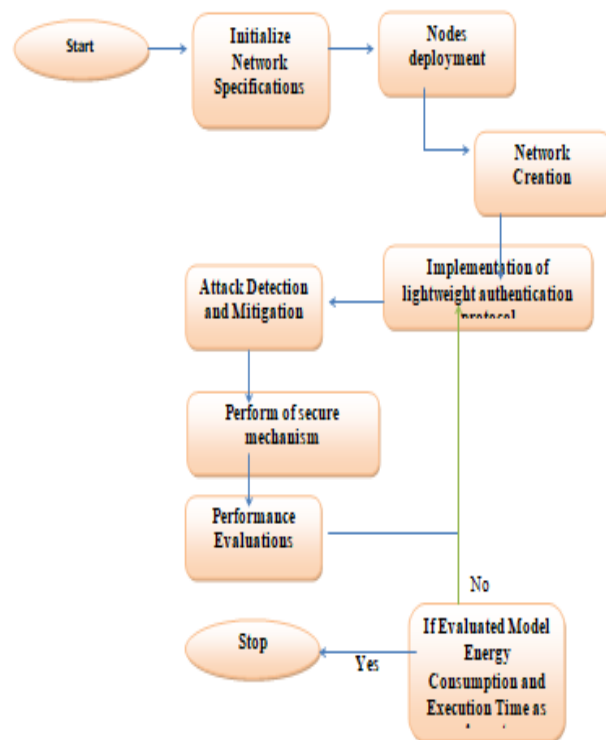 Start
Initialize
Network
Specifications
Nodes
deployment
Network
Creation
Implementation of
lightweight authentication
protocol
Attack Detection
and Mitigation
Perform of secure
mechanism
Performance
Evaluations
No
If Evaluated Model
Energy
Consumption and
Execution Time as
Stop
Yes